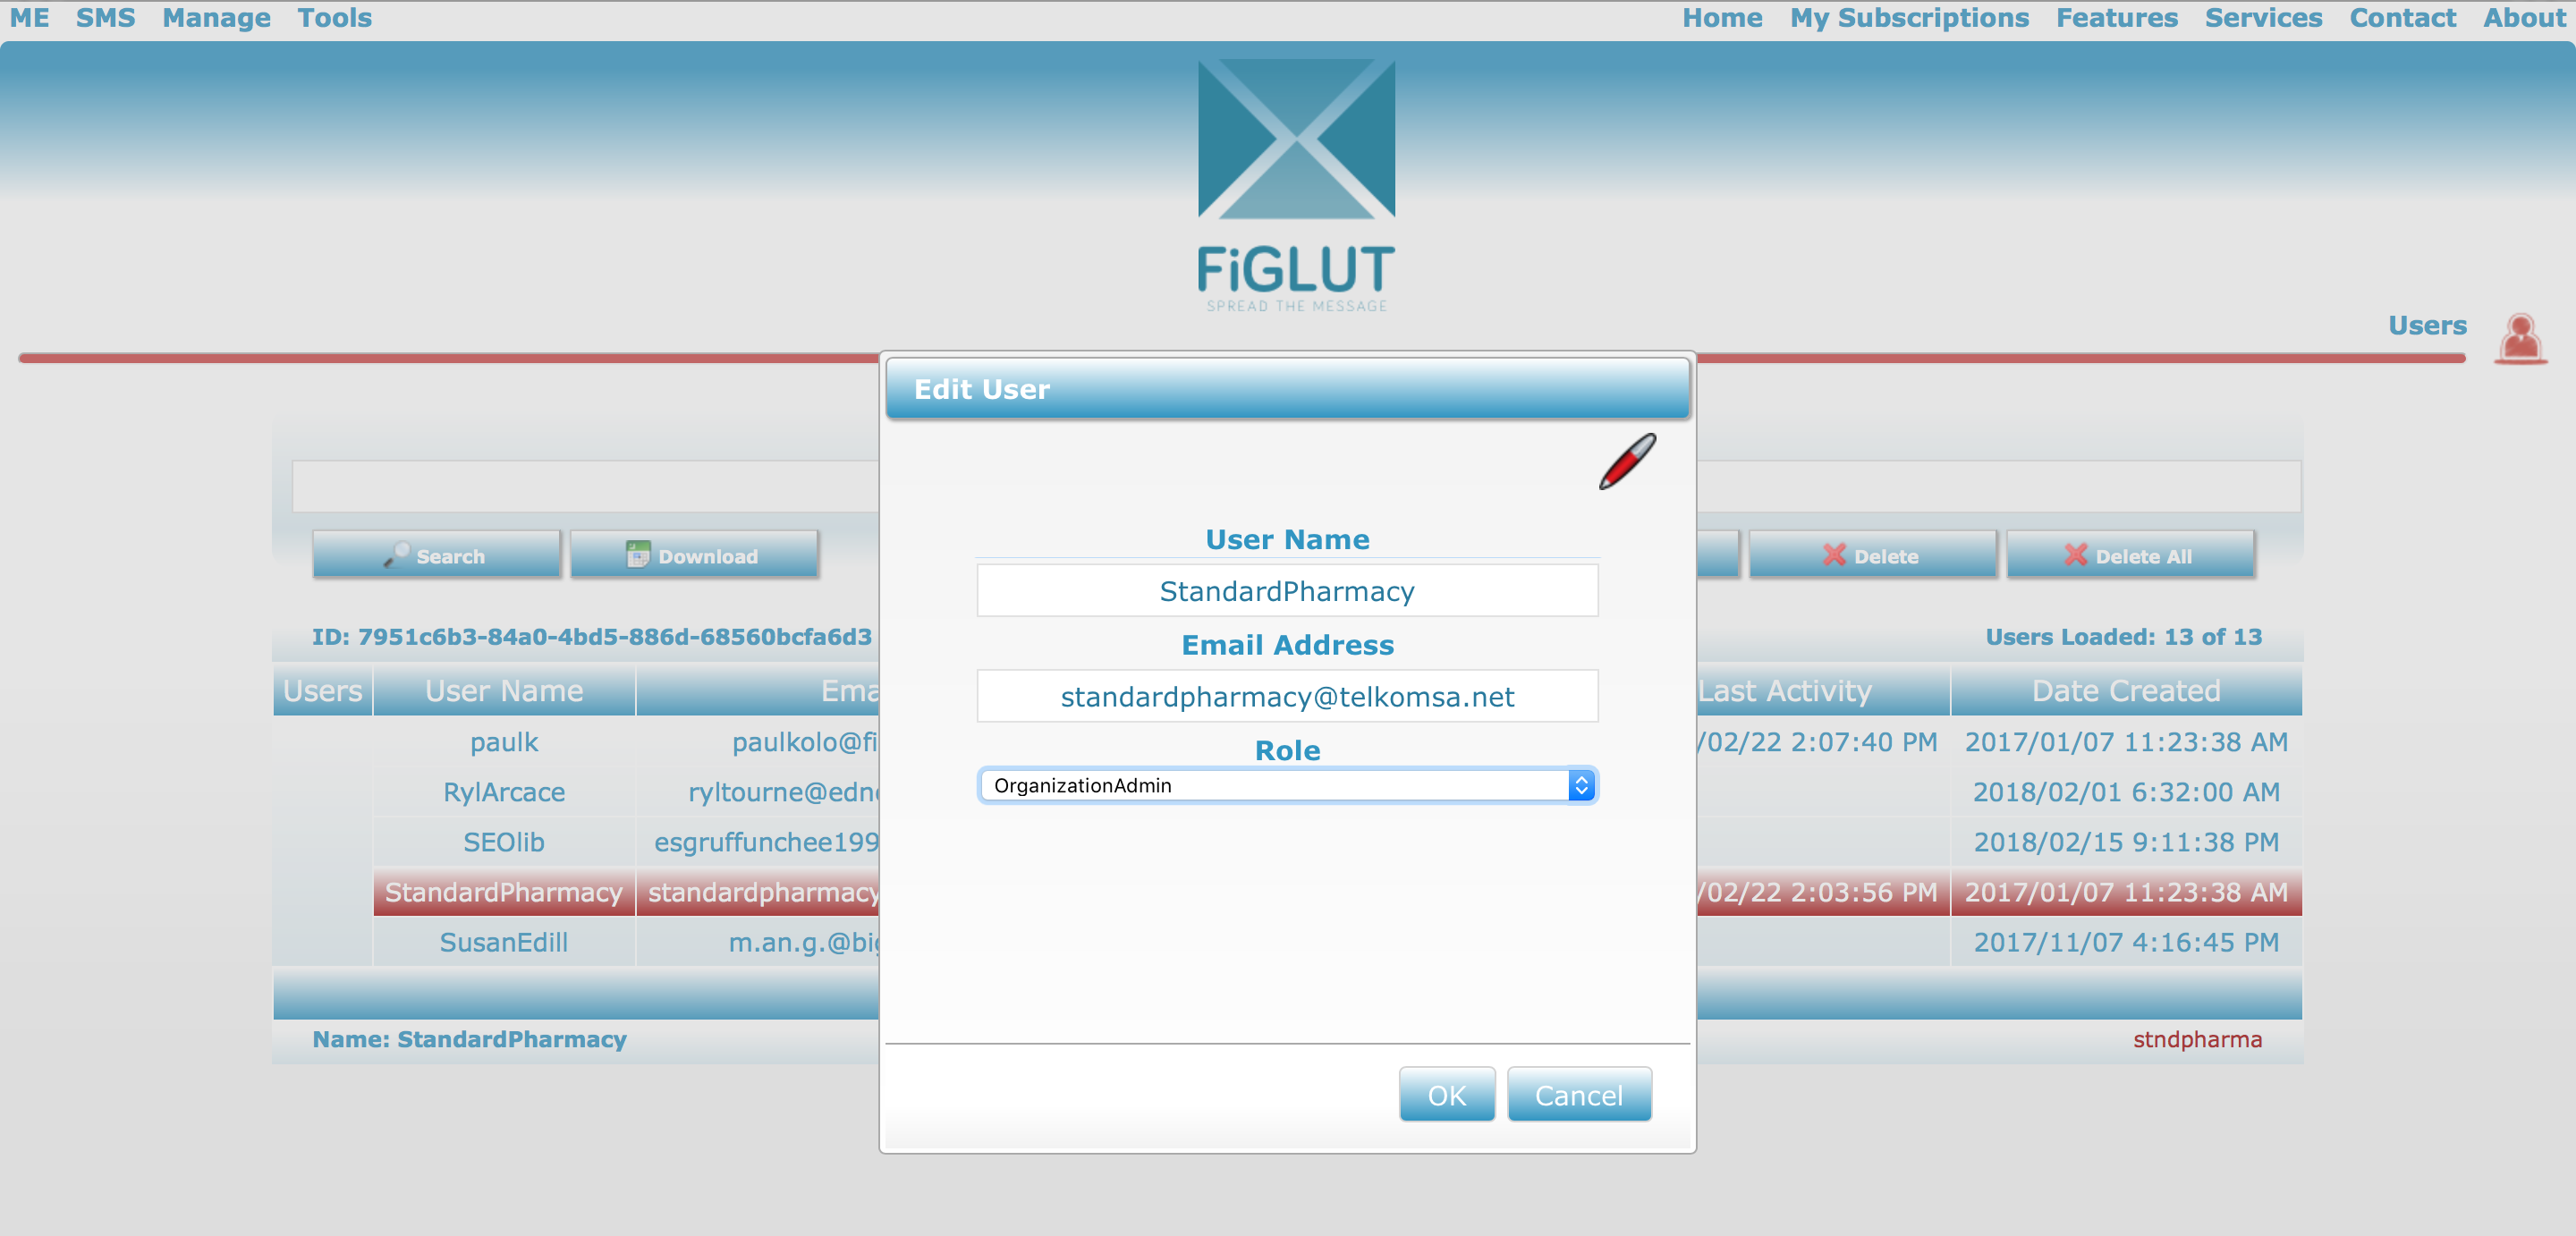 ME SMS Manage Tools Home My Subscriptions Features Services Contact About
FiGLUT
SPREAD THE MESSAGE
Users
Edit User
User Name
StandardPharmacy
Email Address
standardpharmacy@telkomsa.net
Role
OrganizationAdmin
OK Cancel
Search Download Delete Delete All
ID: 7951c6b3-84a0-4bd5-886d-68560bcfa6d3 Users Loaded: 13 of 13
Users User Name Ema Last Activity Date Created
paulk paulkolo@fi /02/22 2:07:40 PM 2017/01/07 11:23:38 AM
RylArcace ryltourne@edn 2018/02/01 6:32:00 AM
SEOlib esgruffunchee199 2018/02/15 9:11:38 PM
StandardPharmacy standardpharmacy /02/22 2:03:56 PM 2017/01/07 11:23:38 AM
SusanEdill m.an.g.@big 2017/11/07 4:16:45 PM
Name: StandardPharmacy stndpharma